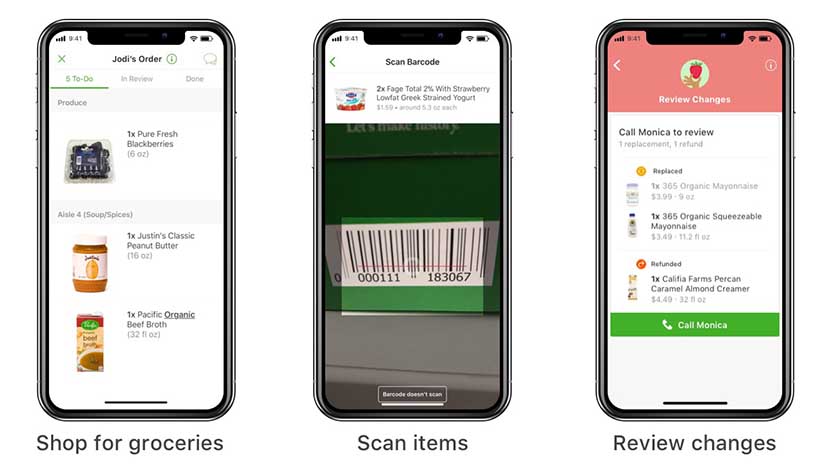 9:41
Jodi's Order
5 To-Do In Review Done
Produce
1x Pure Fresh
Blackberries
(6 oz)
Aisle 4 (Soup/Spices)
1x Justin's Classic
Peanut Butter
(16 oz)
1x Pacific Organic
Beef Broth
(32 fl oz)
Shop for groceries
9:41
Scan Barcode
2x Fage Total 2% With Strawberry
Lowfat Greek Strained Yogurt
$1.59 • around 5.3 oz each
Let's make history.
0 000111 183067
Barcode doesn't scan
Scan items
9:41
Review Changes
Call Monica to review
1 replacement, 1 refund
Replaced
1x 365 Organic Mayonnaise
$3.99 · 9 oz
1x 365 Organic Squeezeable
Mayonnaise
$3.49 · 11.2 fl oz
Refunded
1x Califia Farms Percan
Caramel Almond Creamer
$4.49 · 32 fl oz
Call Monica
Review changes